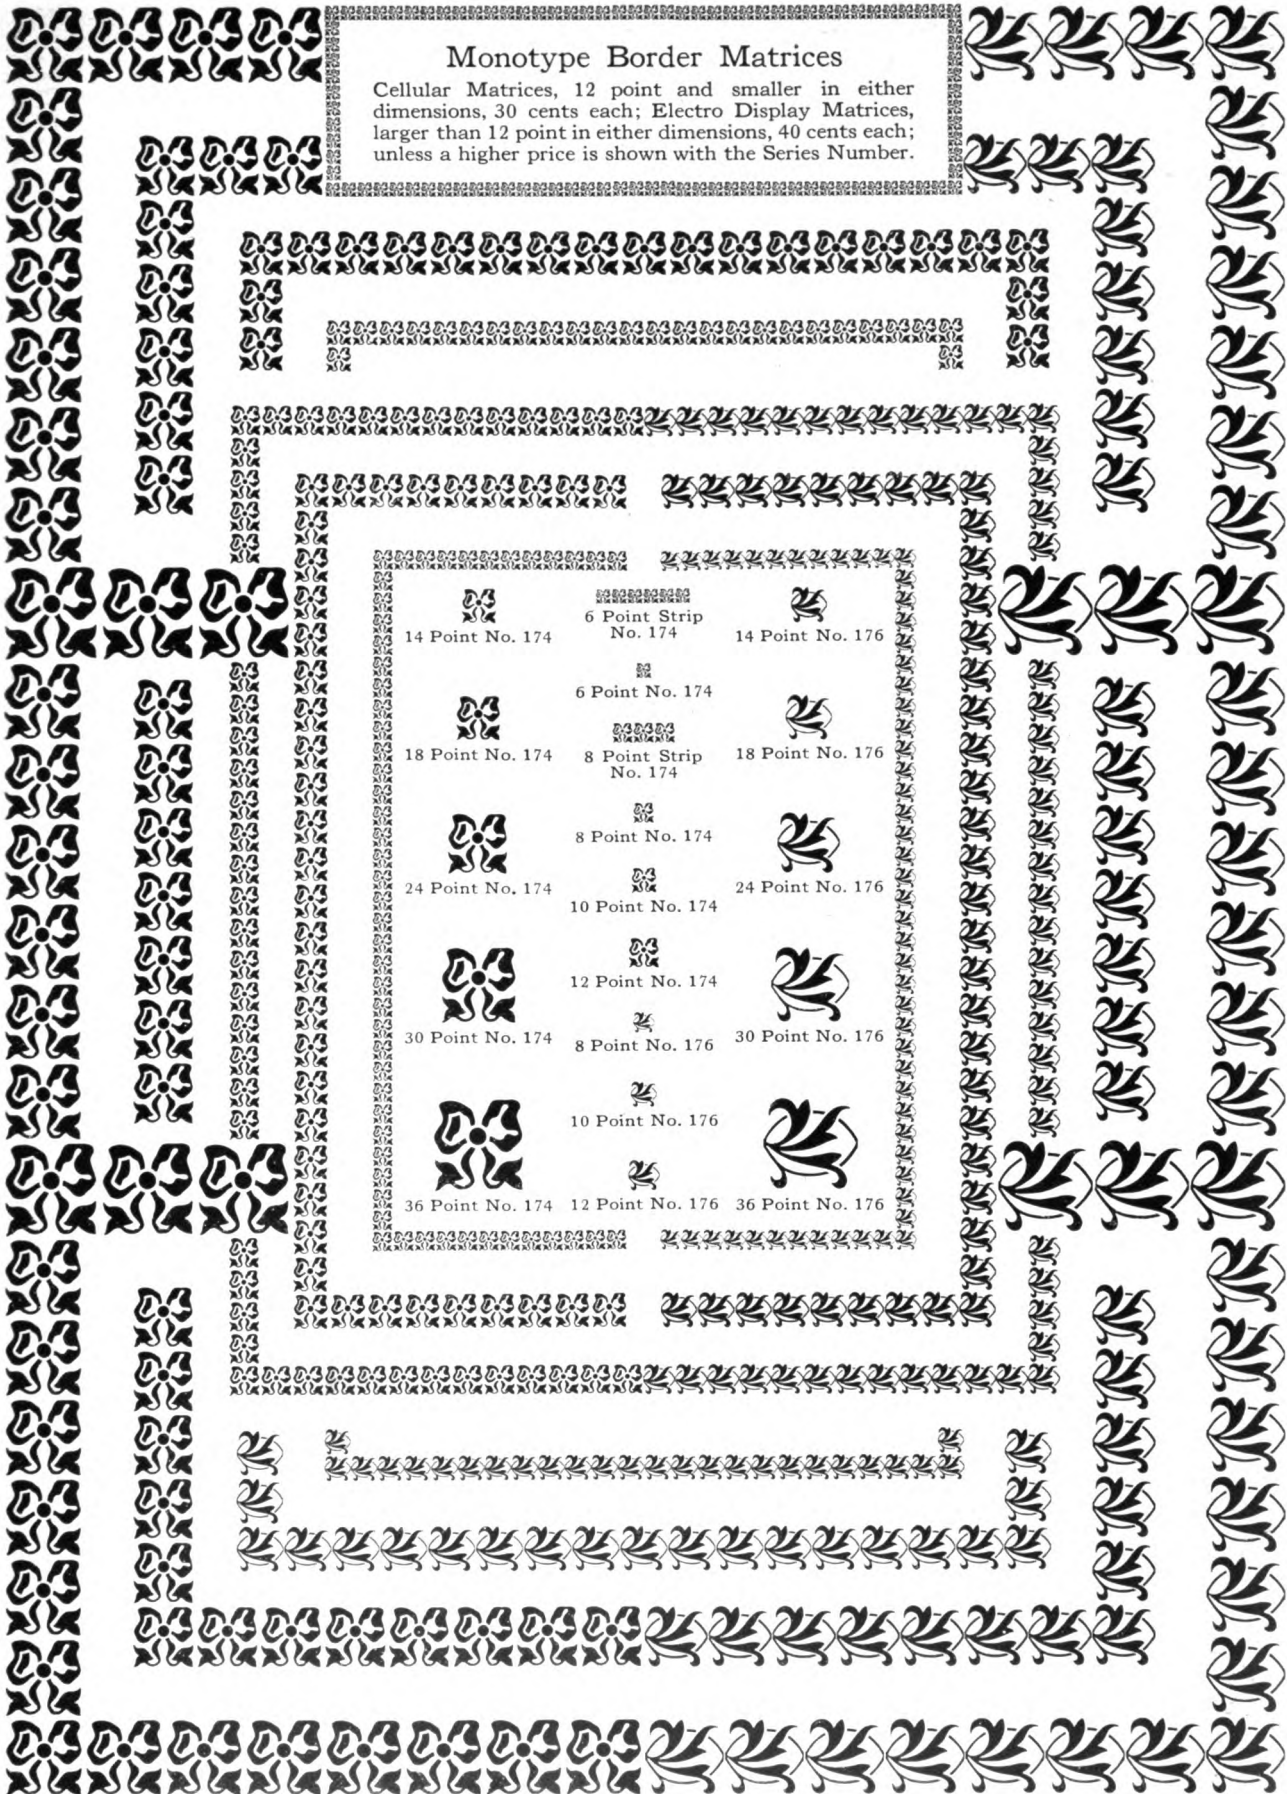 Monotype Border Matrices
Cellular Matrices, 12 point and smaller in either
dimensions, 30 cents each; Electro Display Matrices,
larger than 12 point in either dimensions, 40 cents each;
unless a higher price is shown with the Series Number.
14 Point No. 174
6 Point Strip
No. 174
14 Point No. 176
6 Point No. 174
18 Point No. 174
8 Point Strip
No. 174
18 Point No. 176
8 Point No. 174
24 Point No. 174
10 Point No. 174
24 Point No. 176
12 Point No. 174
30 Point No. 174
8 Point No. 176
30 Point No. 176
10 Point No. 176
36 Point No. 174
12 Point No. 176
36 Point No. 176